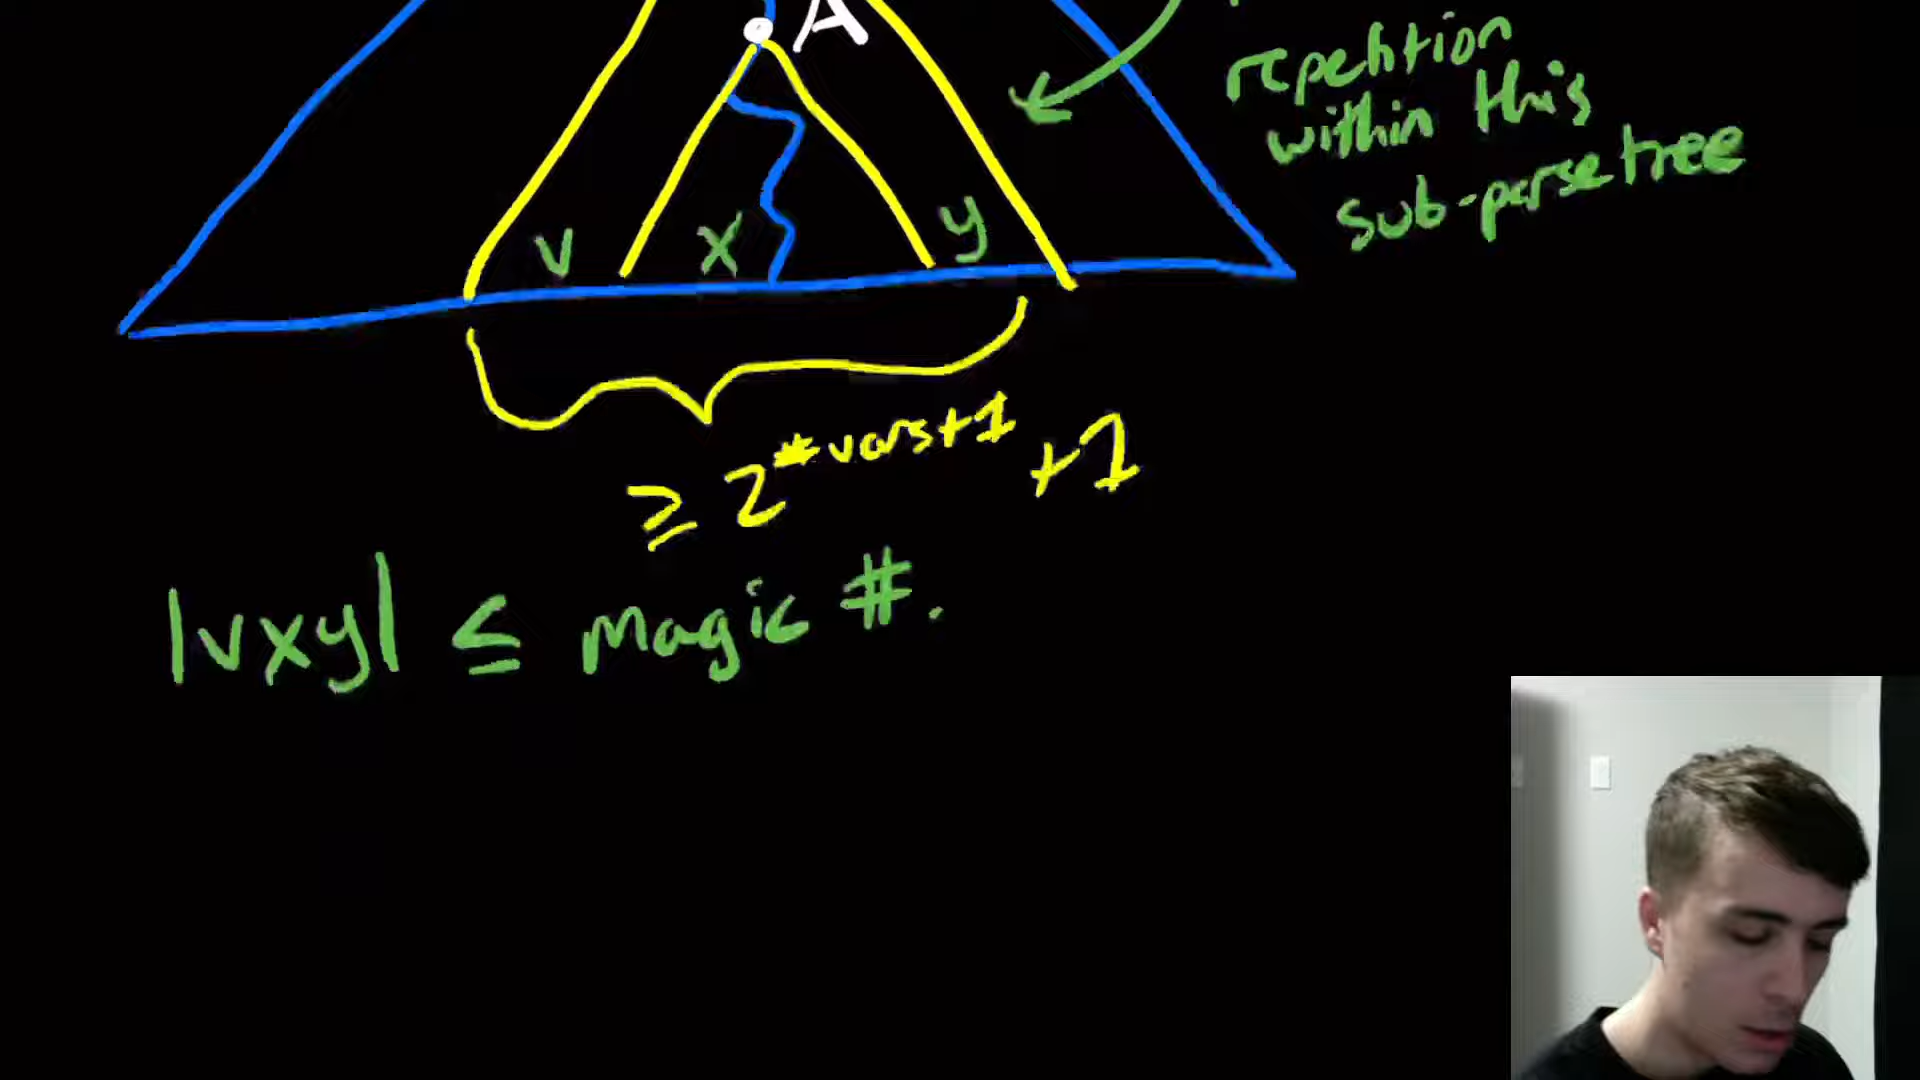 A
repetition
within this
sub-parse tree
v x y
≥ 2^#vars+1 + 1
|vxy| ≤ magic #.